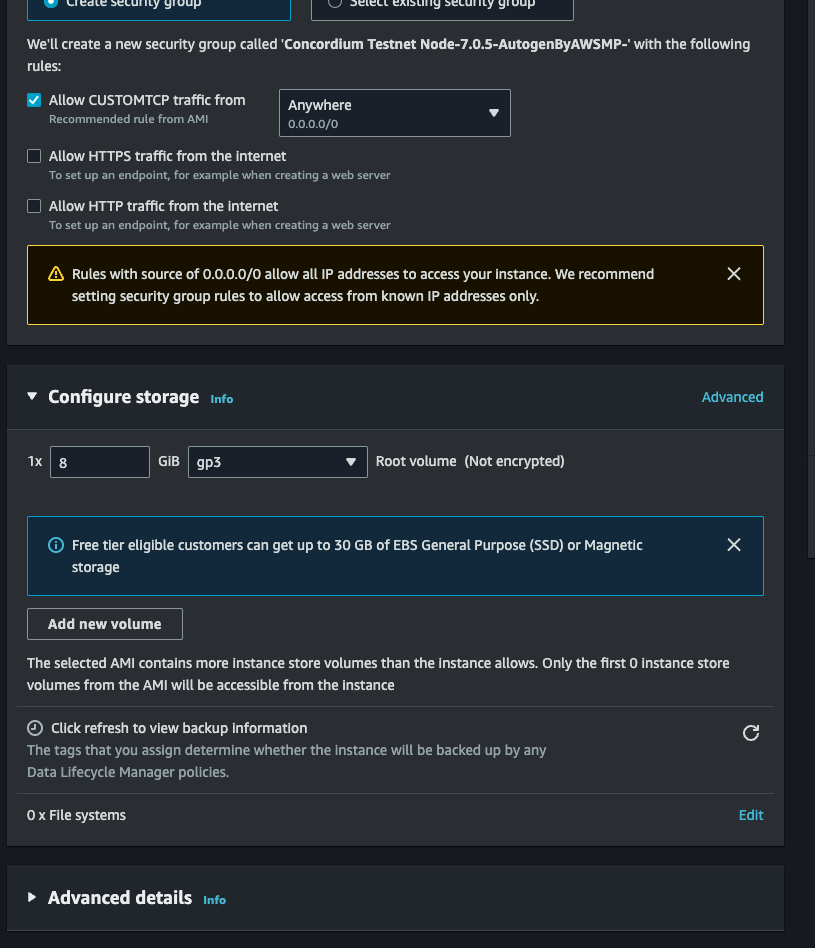 Create security group
Select existing security group
We'll create a new security group called 'Concordium Testnet Node-7.0.5-AutogenByAWSMP-' with the following
rules:
Allow CUSTOMTCP traffic from
Recommended rule from AMI
Anywhere
0.0.0.0/0
Allow HTTPS traffic from the internet
To set up an endpoint, for example when creating a web server
Allow HTTP traffic from the internet
To set up an endpoint, for example when creating a web server
Rules with source of 0.0.0.0/0 allow all IP addresses to access your instance. We recommend
setting security group rules to allow access from known IP addresses only.
Configure storage Info
Advanced
1x 8 GiB gp3 Root volume (Not encrypted)
Free tier eligible customers can get up to 30 GB of EBS General Purpose (SSD) or Magnetic
storage
Add new volume
The selected AMI contains more instance store volumes than the instance allows. Only the first 0 instance store
volumes from the AMI will be accessible from the instance
Click refresh to view backup information
The tags that you assign determine whether the instance will be backed up by any
Data Lifecycle Manager policies.
0 x File systems
Edit
Advanced details Info